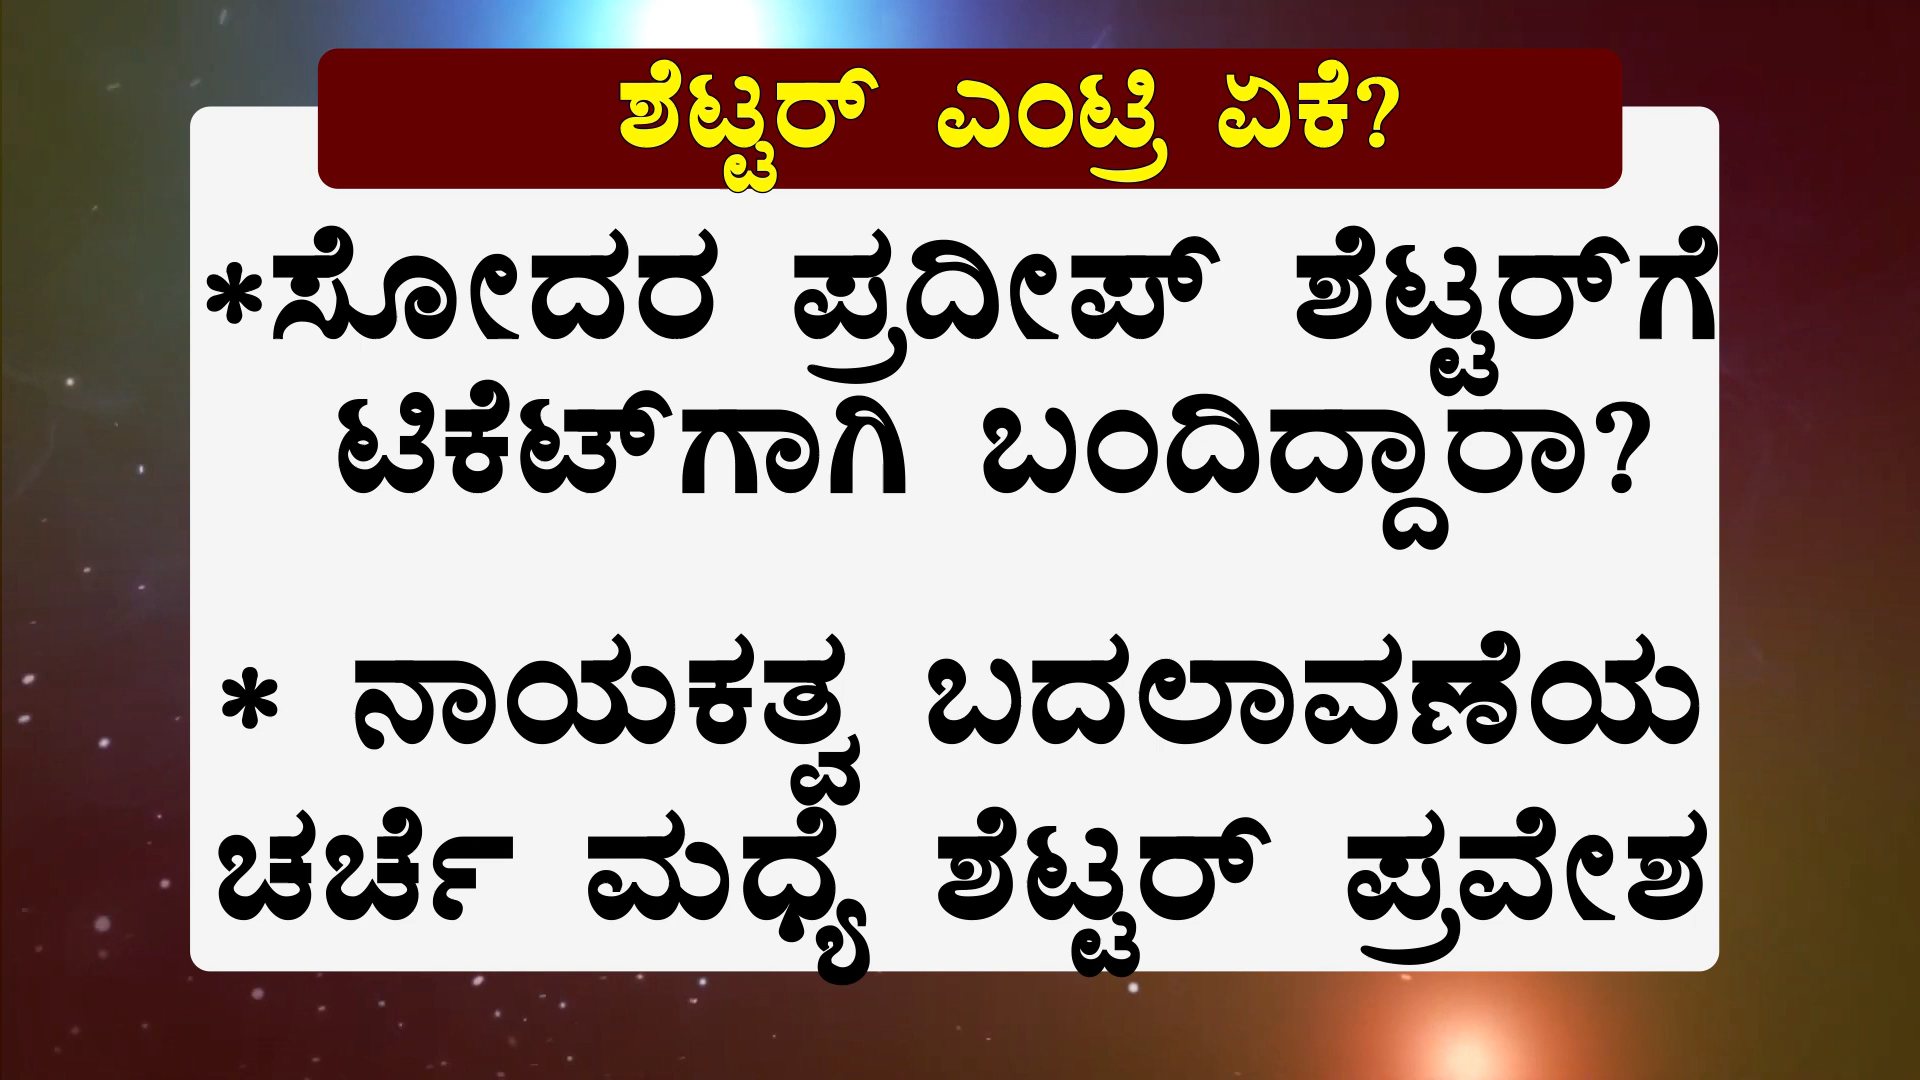 ಶೆಟ್ಟರ್ ಎಂಟ್ರಿ ಏಕೆ?
*ಸೋದರ ಪ್ರದೀಪ್ ಶೆಟ್ಟರ್‌ಗೆ
ಟಿಕೆಟ್‌ಗಾಗಿ ಬಂದಿದ್ದಾರಾ?
* ನಾಯಕತ್ವ ಬದಲಾವಣೆಯ
ಚರ್ಚೆ ಮಧ್ಯೆ ಶೆಟ್ಟರ್ ಪ್ರವೇಶ